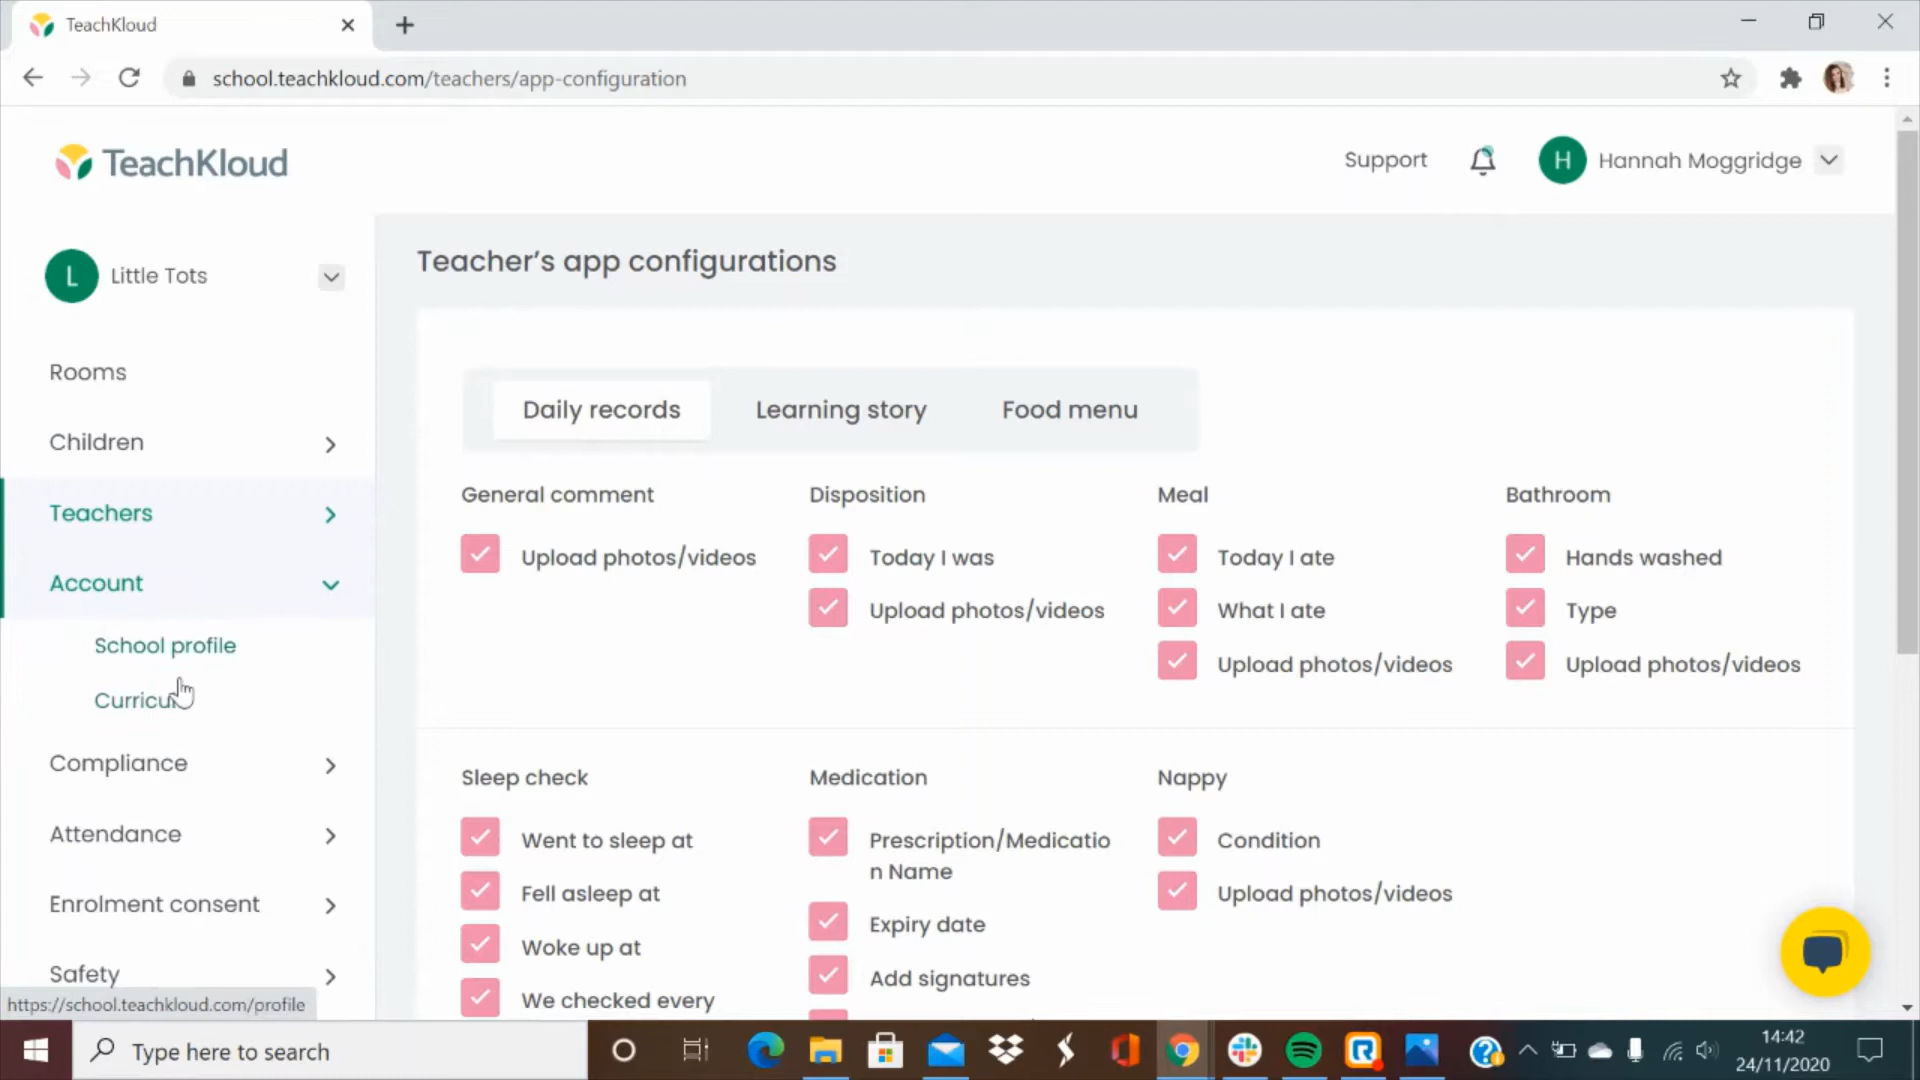 TeachKloud
school.teachkloud.com/teachers/app-configuration
TeachKloud
Support
H
Hannah Moggridge
L
Little Tots
Rooms
Children
Teachers
Account
School profile
Compliance
Attendance
Enrolment consent
Safety
https://school.teachkloud.com/profile
Teacher's app configurations
Daily records
Learning story
Food menu
General comment
Upload photos/videos
Disposition
Today I was
Upload photos/videos
Meal
Today I ate
What I ate
Upload photos/videos
Bathroom
Hands washed
Type
Upload photos/videos
Sleep check
Went to sleep at
Fell asleep at
Woke up at
We checked every
Medication
Prescription/Medicatio
n Name
Expiry date
Add signatures
Nappy
Condition
Upload photos/videos
Type here to search
14:42
24/11/2020